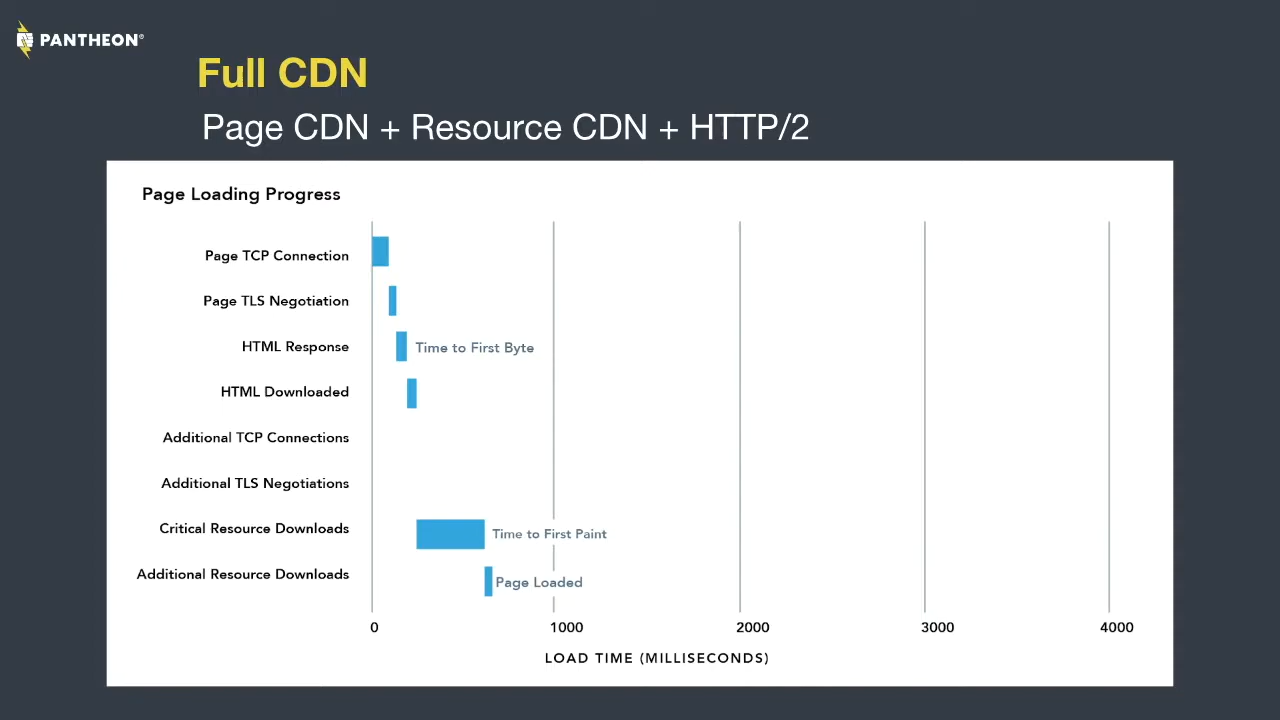 PANTHEON®
Full CDN
Page CDN + Resource CDN + HTTP/2
Page Loading Progress
Page TCP Connection
Page TLS Negotiation
HTML Response
Time to First Byte
HTML Downloaded
Additional TCP Connections
Additional TLS Negotiations
Critical Resource Downloads
Time to First Paint
Additional Resource Downloads
Page Loaded
0 1000 2000 3000 4000
LOAD TIME (MILLISECONDS)